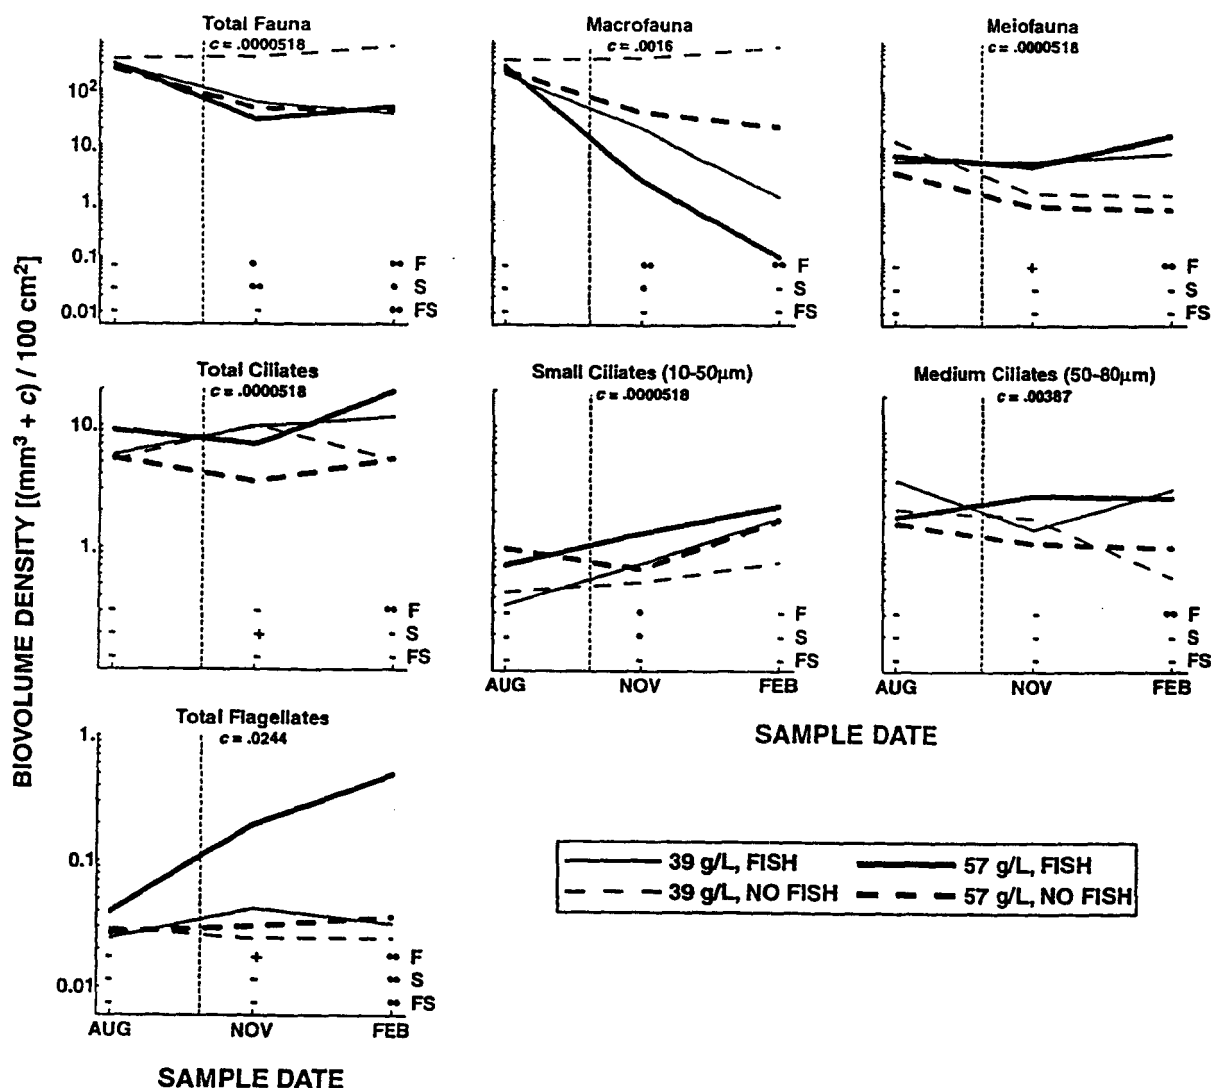 Total Fauna
c = .0000518
Macrofauna
c = .0016
Meiofauna
c = .0000518
10²
10.
1.
0.1
0.01
- • •• F
- •• • S
- - •• FS
- •• •• F
- • - S
- - - FS
- + •• F
- - - S
- - - FS
BIOVOLUME DENSITY [(mm³ + c) / 100 cm²]
Total Ciliates
c = .0000518
Small Ciliates (10-50µm)
c = .0000518
Medium Ciliates (50-80µm)
c = .00387
10.
1.
- - •• F
- + - S
- - - FS
- • - F
- • - S
- - - FS
- - •• F
- - - S
- - - FS
AUG NOV FEB
AUG NOV FEB
SAMPLE DATE
Total Flagellates
c = .0244
1.
0.1
0.01
- + •• F
- - •• S
- - •• FS
AUG NOV FEB
SAMPLE DATE
39 g/L, FISH
57 g/L, FISH
39 g/L, NO FISH
57 g/L, NO FISH